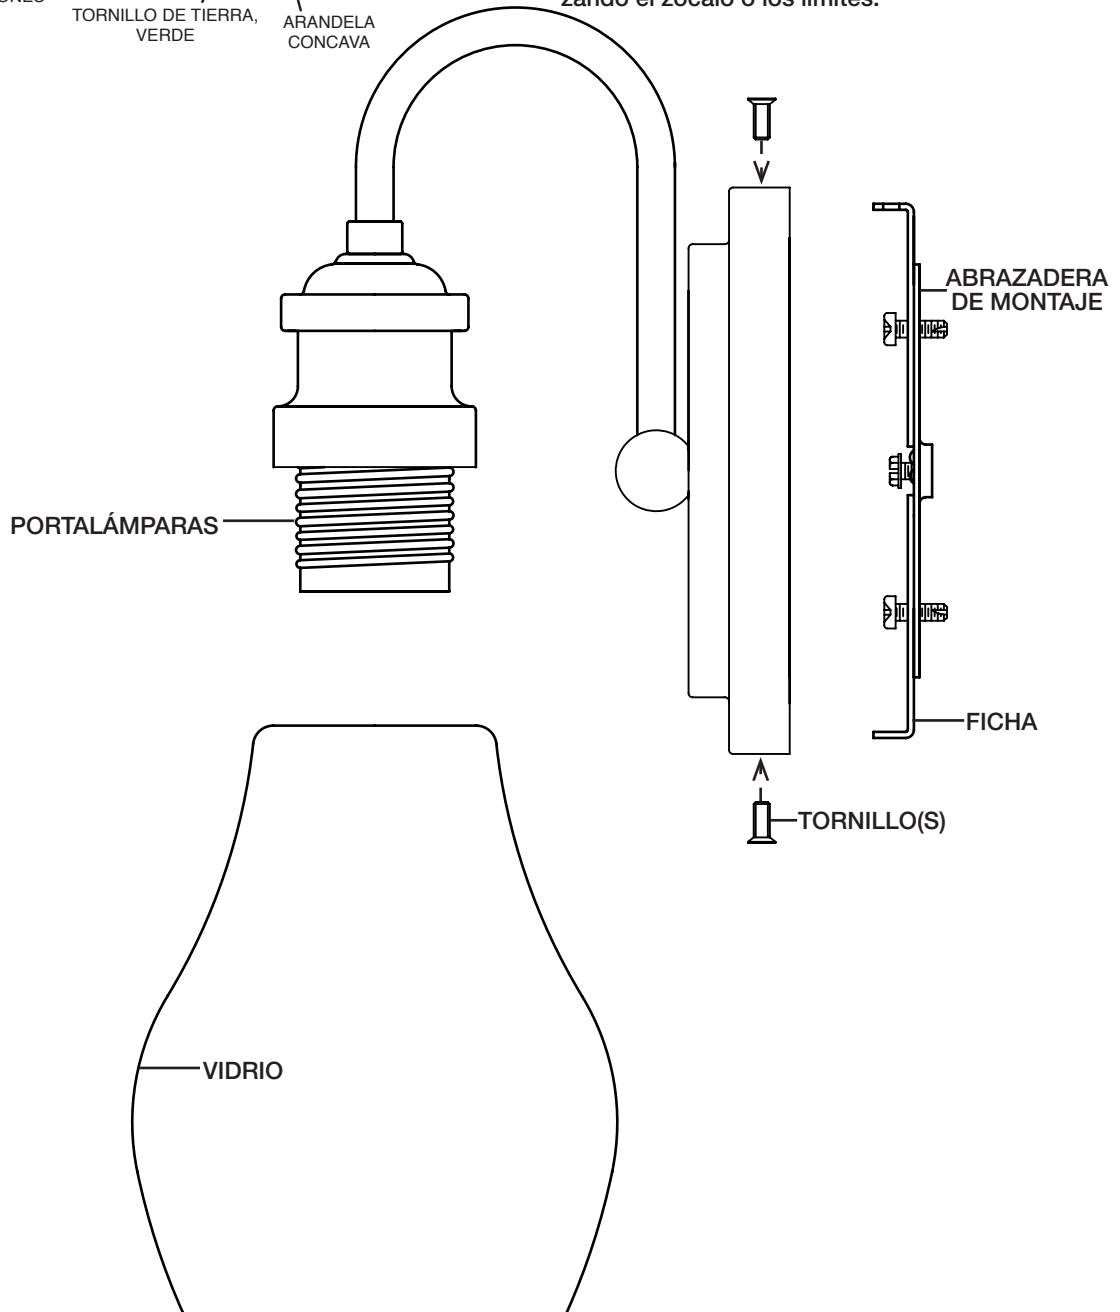 TORNILLO DE TIERRA,
VERDE
ARANDELA
CONCAVA
zando el zócalo o los límites.
ABRAZADERA
DE MONTAJE
PORTALÁMPARAS
FICHA
TORNILLO(S)
VIDRIO